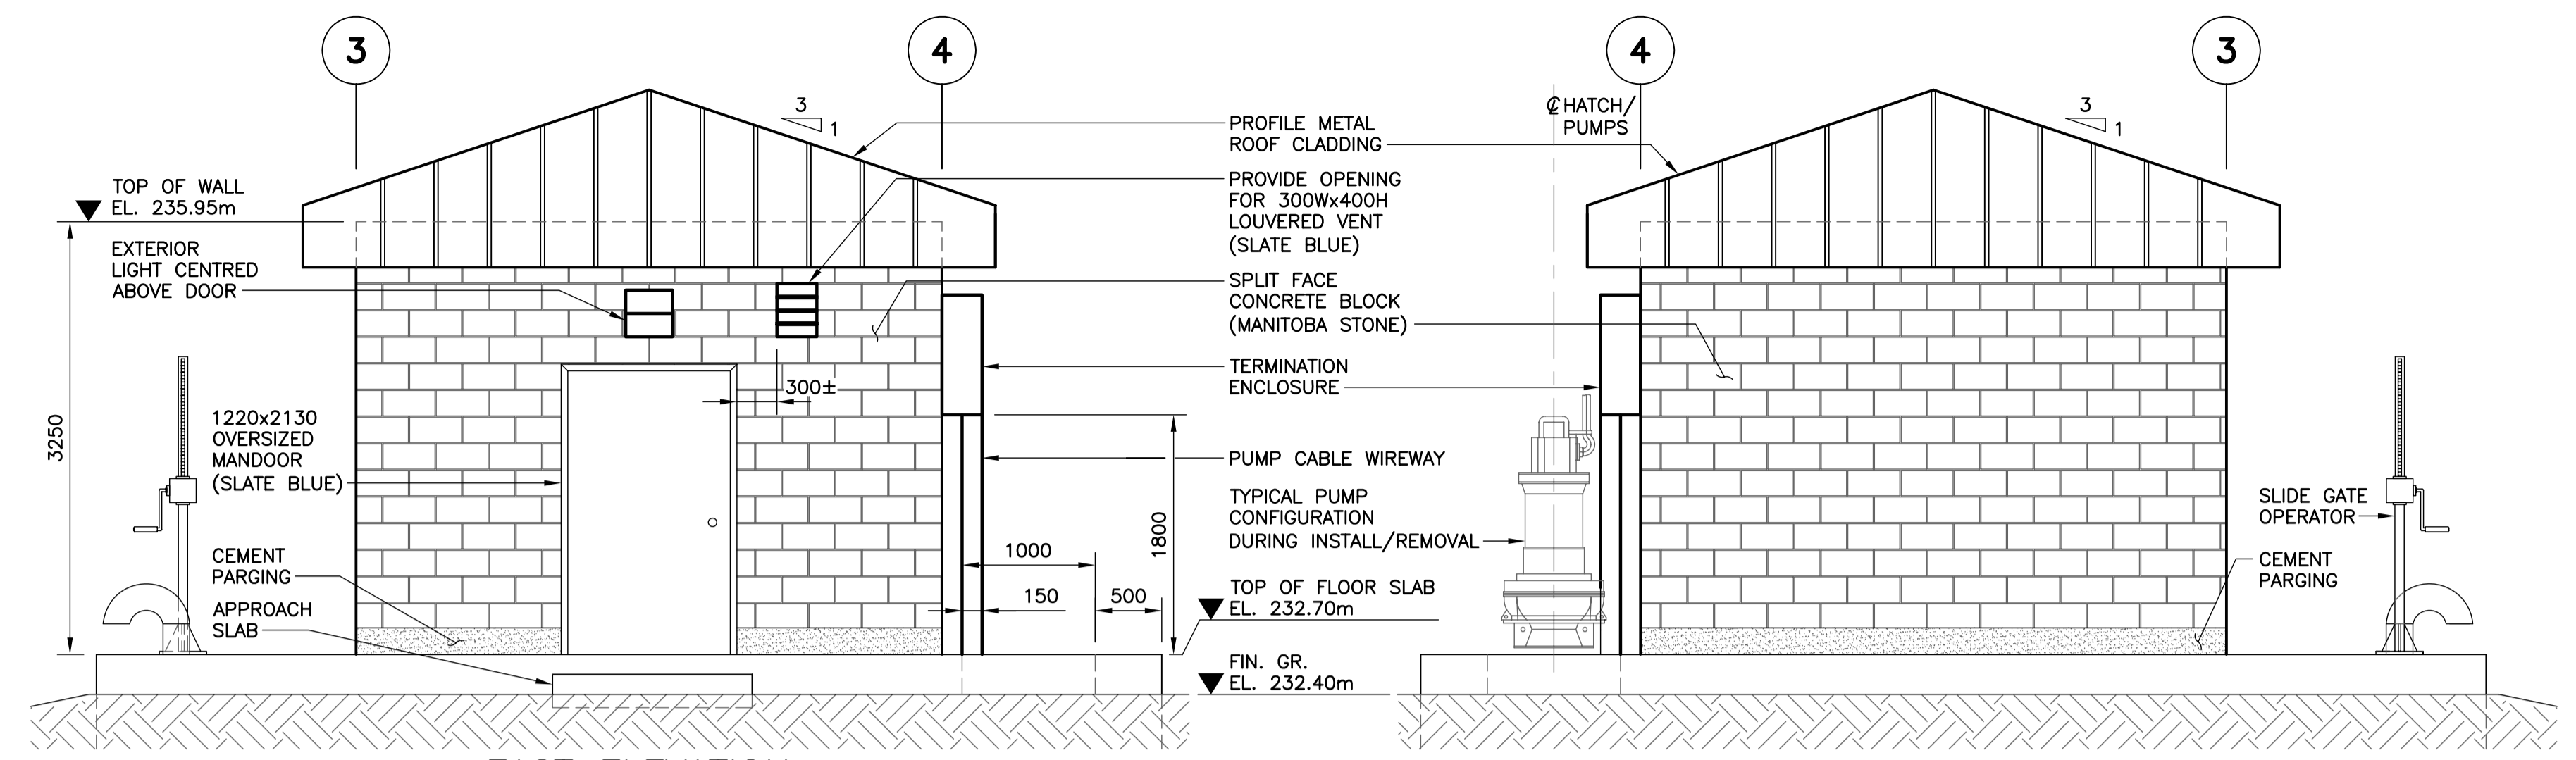 3
4
4
3
3
1
3
1
TOP OF WALL
EL. 235.95m
EXTERIOR
LIGHT CENTRED
ABOVE DOOR
3250
1220x2130
OVERSIZED
MANDOOR
(SLATE BLUE)
CEMENT
PARGING
APPROACH
SLAB
300±
1000
150
500
1800
PROFILE METAL
ROOF CLADDING
PROVIDE OPENING
FOR 300Wx400H
LOUVERED VENT
(SLATE BLUE)
SPLIT FACE
CONCRETE BLOCK
(MANITOBA STONE)
TERMINATION
ENCLOSURE
PUMP CABLE WIREWAY
TYPICAL PUMP
CONFIGURATION
DURING INSTALL/REMOVAL
TOP OF FLOOR SLAB
EL. 232.70m
FIN. GR.
EL. 232.40m
℄ HATCH/
PUMPS
SLIDE GATE
OPERATOR
CEMENT
PARGING